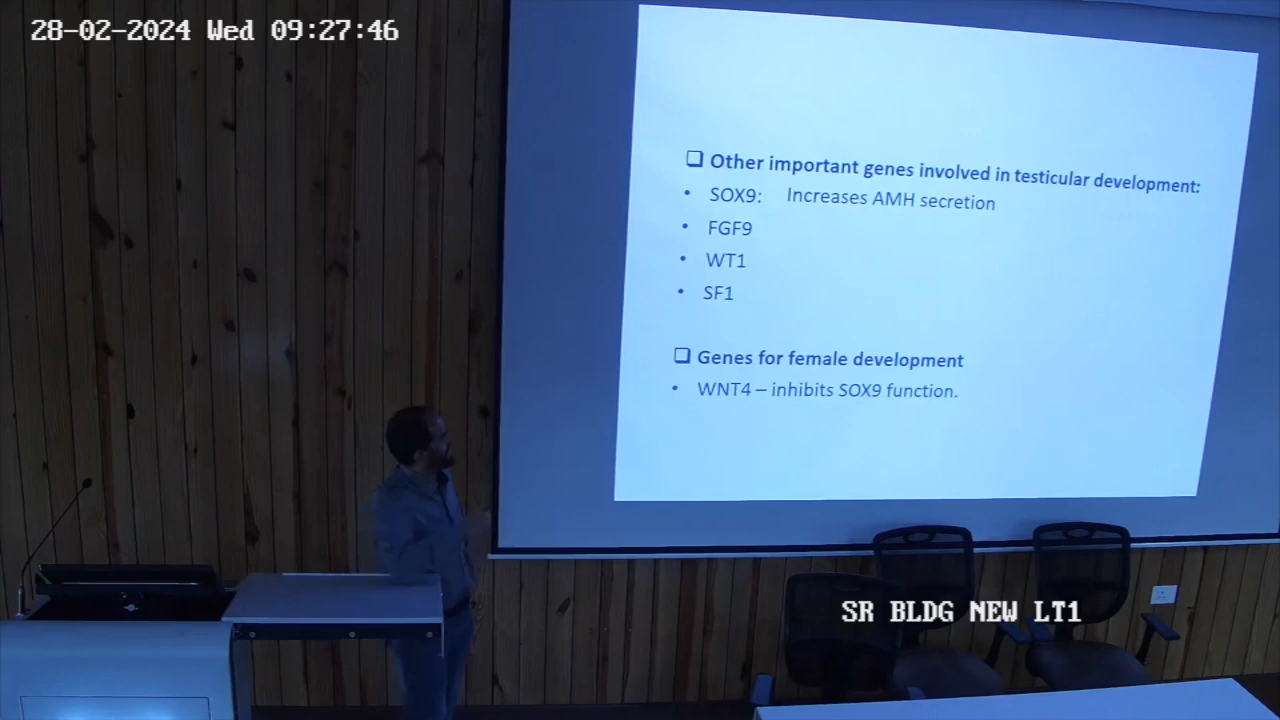 28-02-2024 Wed 09:27:46
❑ Other important genes involved in testicular development:
• SOX9: Increases AMH secretion
• FGF9
• WT1
• SF1
❑ Genes for female development
• WNT4 – inhibits SOX9 function.
SR BLDG NEW LT1